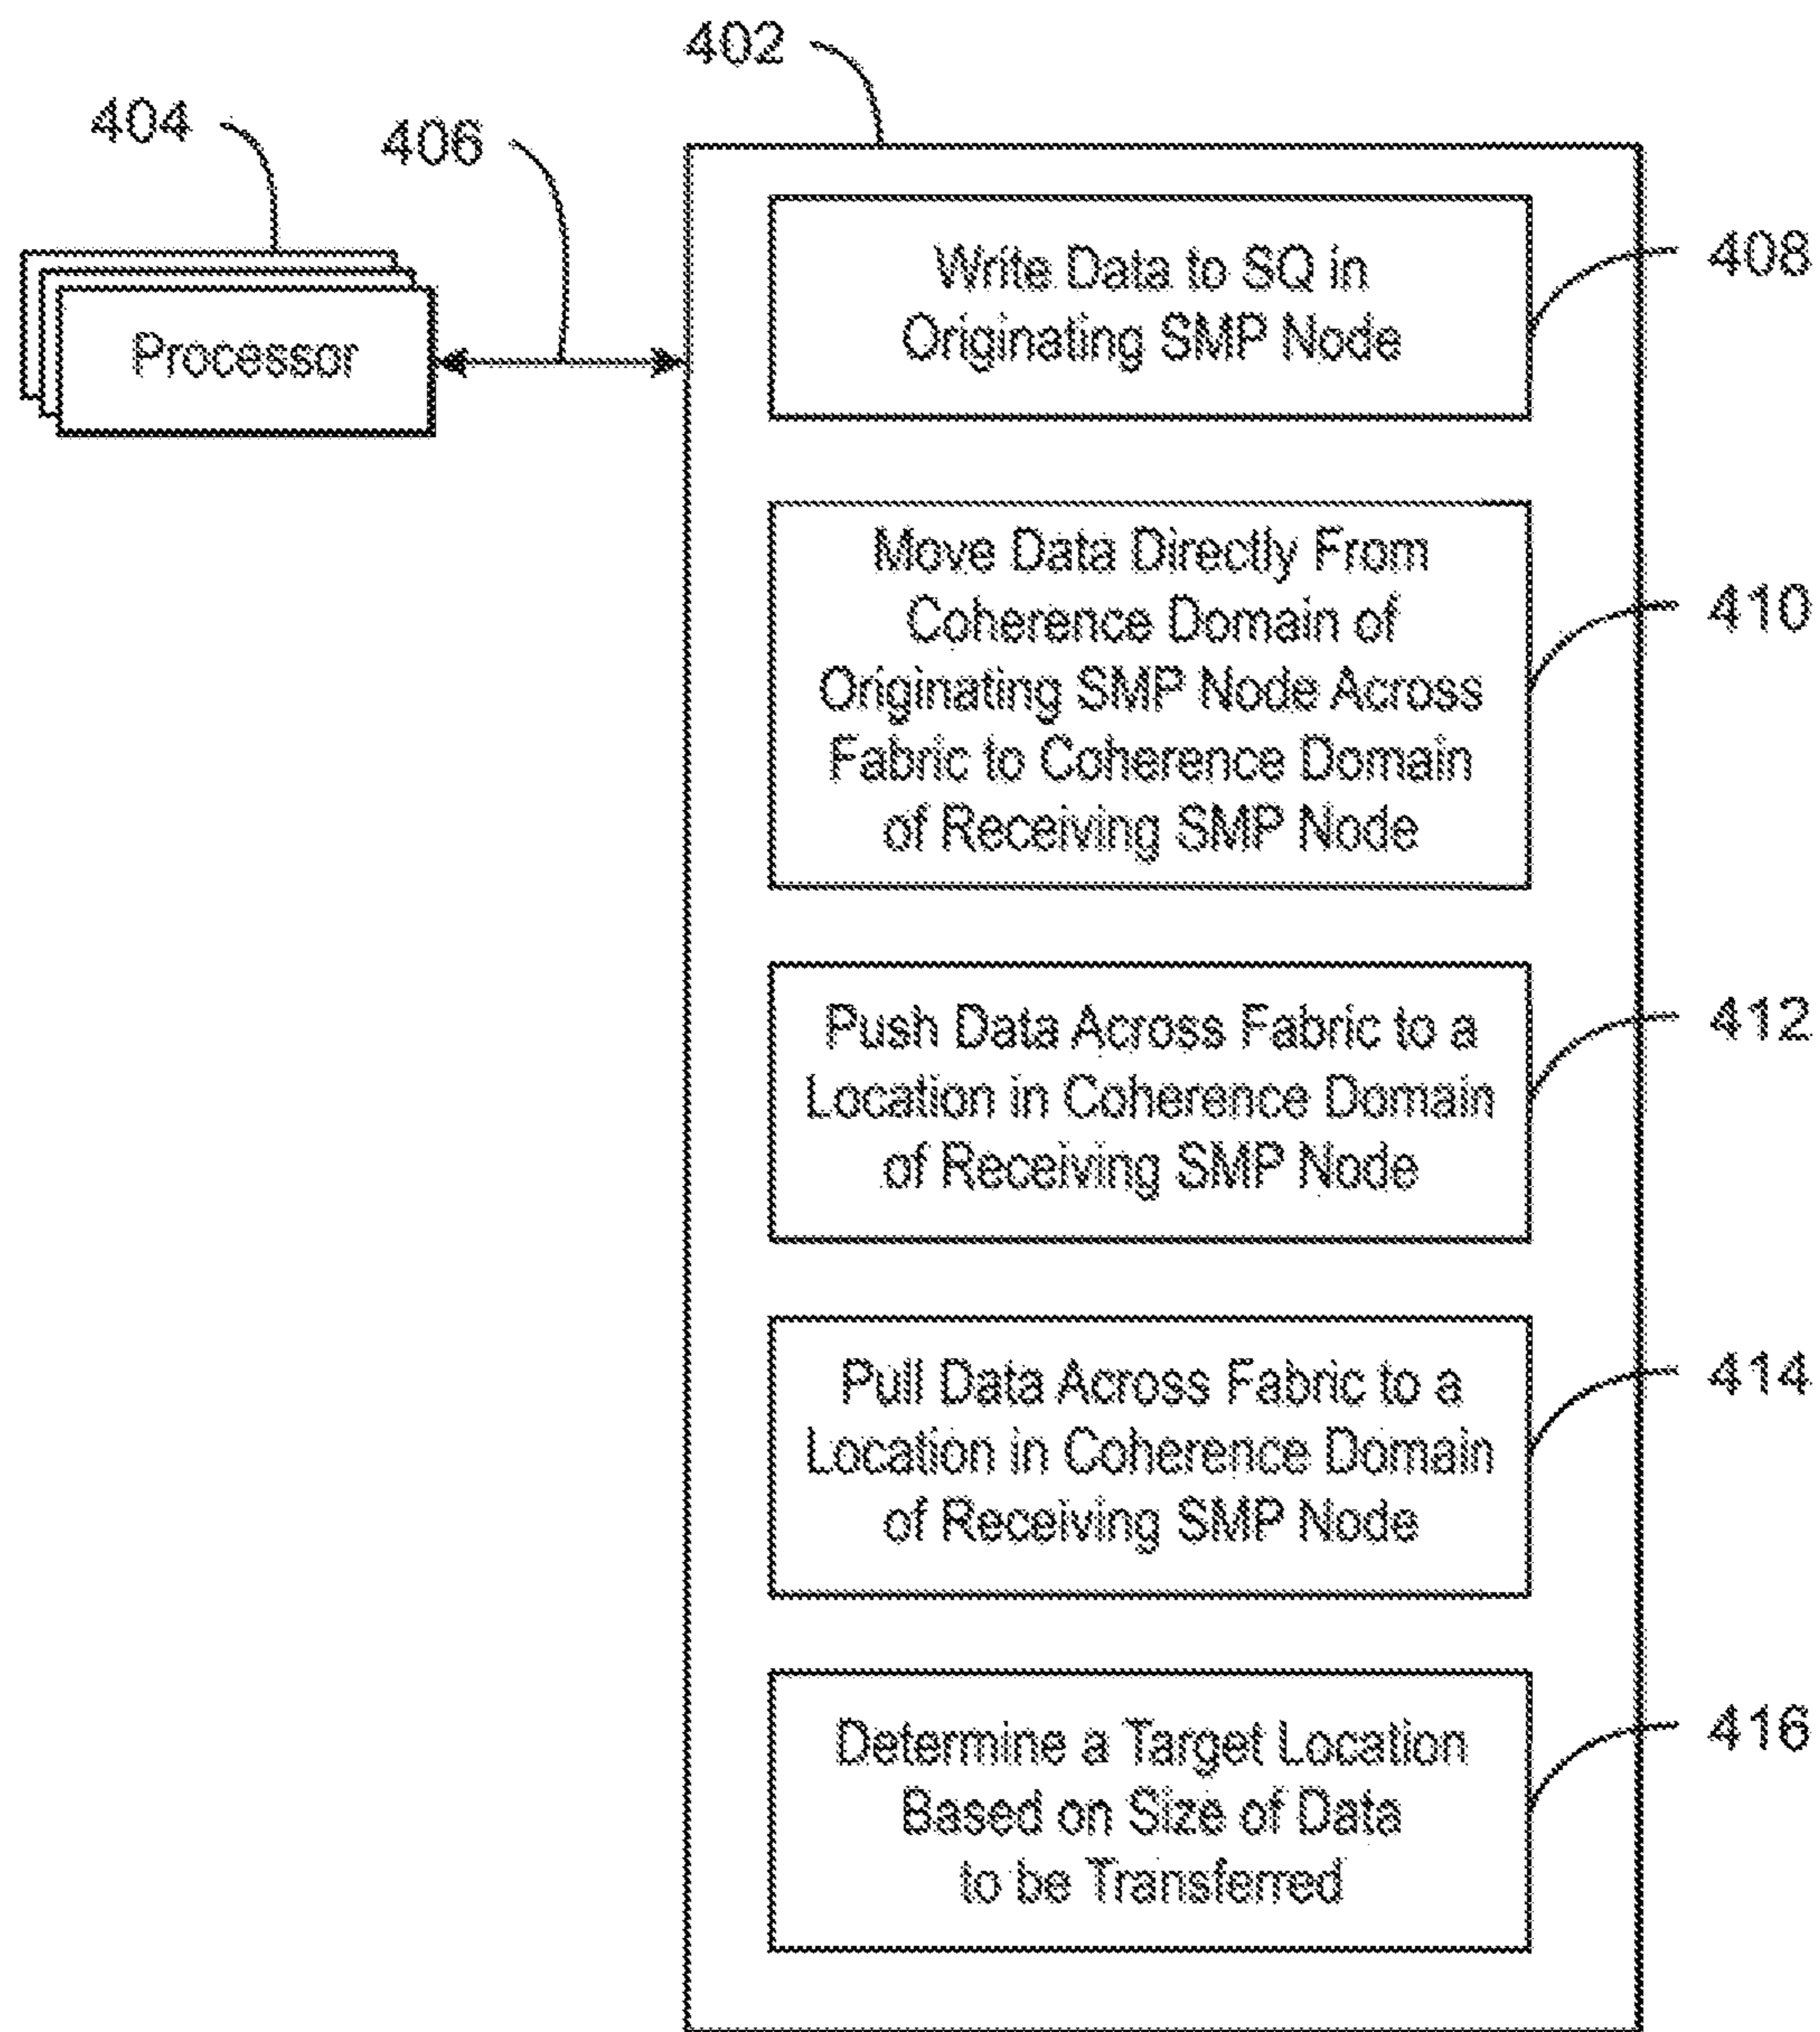 402
404
406
Processor
Write Data to SQ in
Originating SMP Node
408
Move Data Directly From
Coherence Domain of
Originating SMP Node Across
Fabric to Coherence Domain
of Receiving SMP Node
410
Push Data Across Fabric to a
Location in Coherence Domain
of Receiving SMP Node
412
Pull Data Across Fabric to a
Location in Coherence Domain
of Receiving SMP Node
414
Determine a Target Location
Based on Size of Data
to be Transferred
416